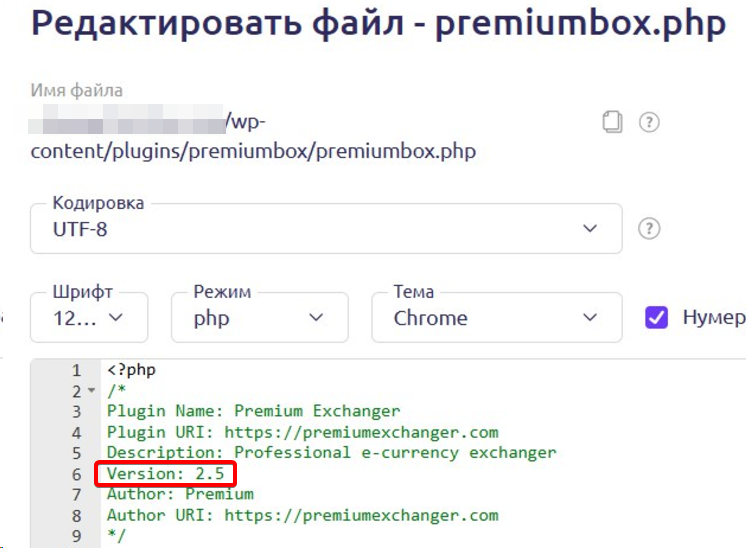 Редактировать файл - premiumbox.php
Имя файла
/wp-
content/plugins/premiumbox/premiumbox.php
Кодировка
UTF-8
Шрифт Режим Тема
12... php Chrome Нумер
1 <?php
2 /*
3 Plugin Name: Premium Exchanger
4 Plugin URI: https://premiumexchanger.com
5 Description: Professional e-currency exchanger
6 Version: 2.5
7 Author: Premium
8 Author URI: https://premiumexchanger.com
9 */